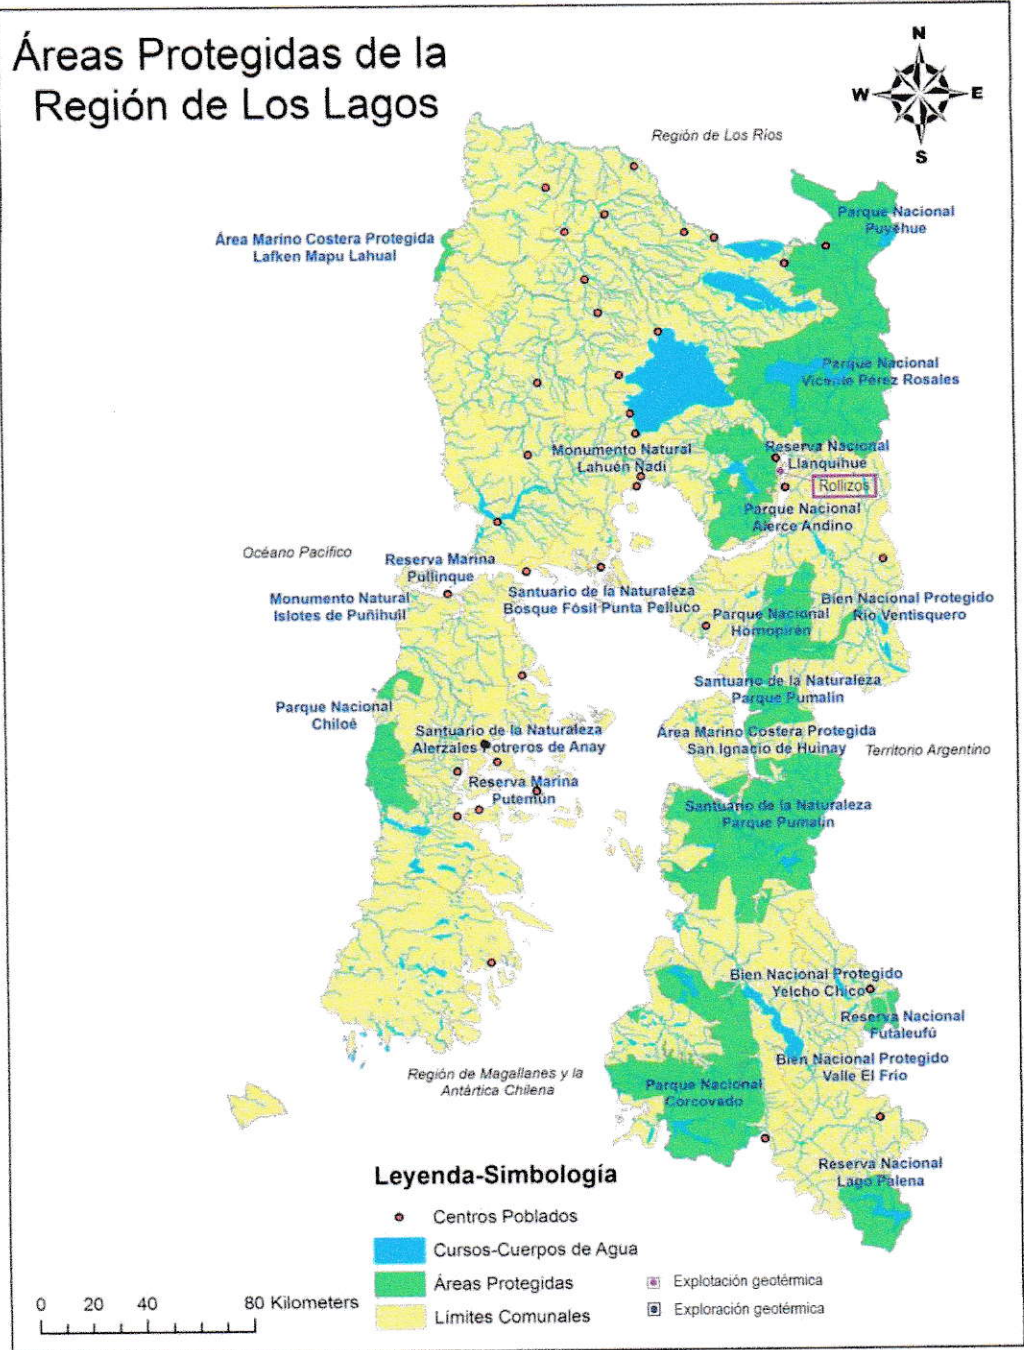 Áreas Protegidas de la
Región de Los Lagos
N
W
E
S
Región de Los Ríos
Parque Nacional
Puyehue
Área Marino Costera Protegida
Lafken Mapu Lahual
Parque Nacional
Vicente Pérez Rosales
Monumento Natural
Lahuén Nadi
Reserva Nacional
Llanquihue
Rollizos
Parque Nacional
Alerce Andino
Océano Pacífico
Reserva Marina
Pullinque
Monumento Natural
Islotes de Puñihuil
Santuario de la Naturaleza
Bosque Fósil Punta Pelluco
Parque Nacional
Hornopirén
Bien Nacional Protegido
Río Ventisquero
Santuario de la Naturaleza
Parque Pumalin
Parque Nacional
Chiloé
Santuario de la Naturaleza
Alerzales Potreros de Anay
Área Marino Costera Protegida
San Ignacio de Huinay
Territorio Argentino
Reserva Marina
Putemún
Santuario de la Naturaleza
Parque Pumalin
Bien Nacional Protegido
Yelcho Chico
Reserva Nacional
Futaleufú
Bien Nacional Protegido
Valle El Frio
Región de Magallanes y la
Antártica Chilena
Parque Nacional
Corcovado
Reserva Nacional
Lago Palena
Leyenda-Simbología
Centros Poblados
Cursos-Cuerpos de Agua
Áreas Protegidas
Límites Comunales
Explotación geotérmica
Exploración geotérmica
0 20 40 80 Kilometers